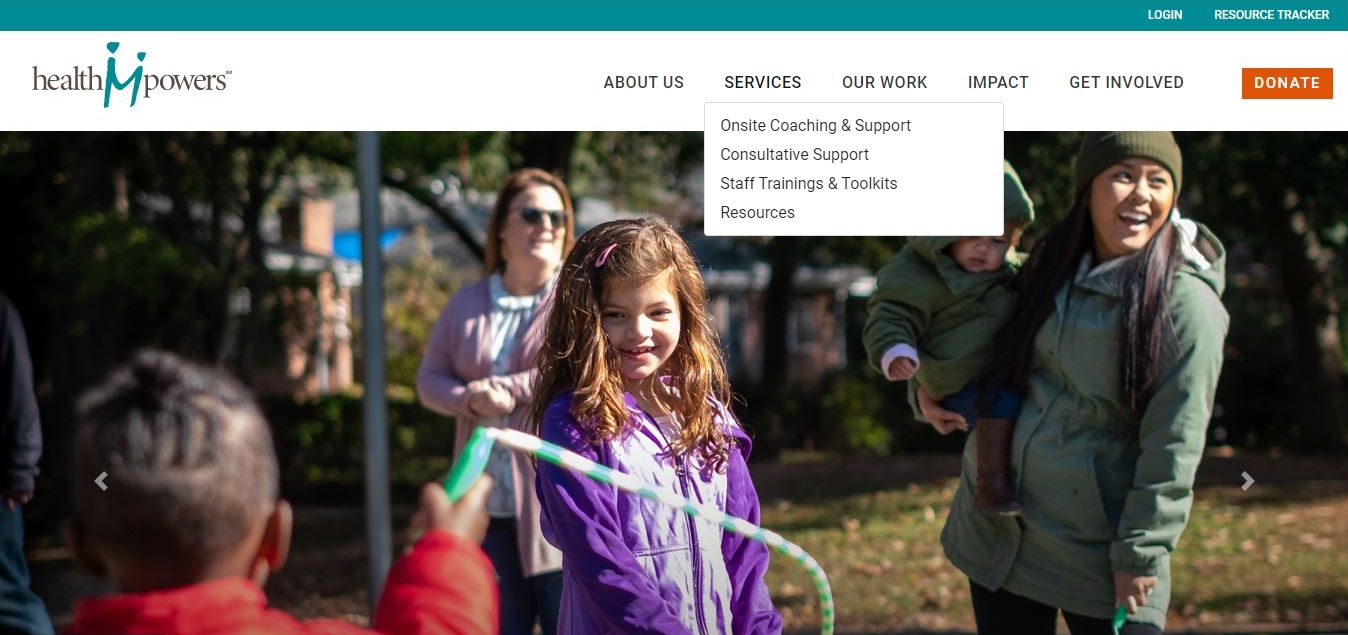 LOGIN RESOURCE TRACKER
healthMpowers℠
ABOUT US SERVICES OUR WORK IMPACT GET INVOLVED DONATE
Onsite Coaching & Support
Consultative Support
Staff Trainings & Toolkits
Resources